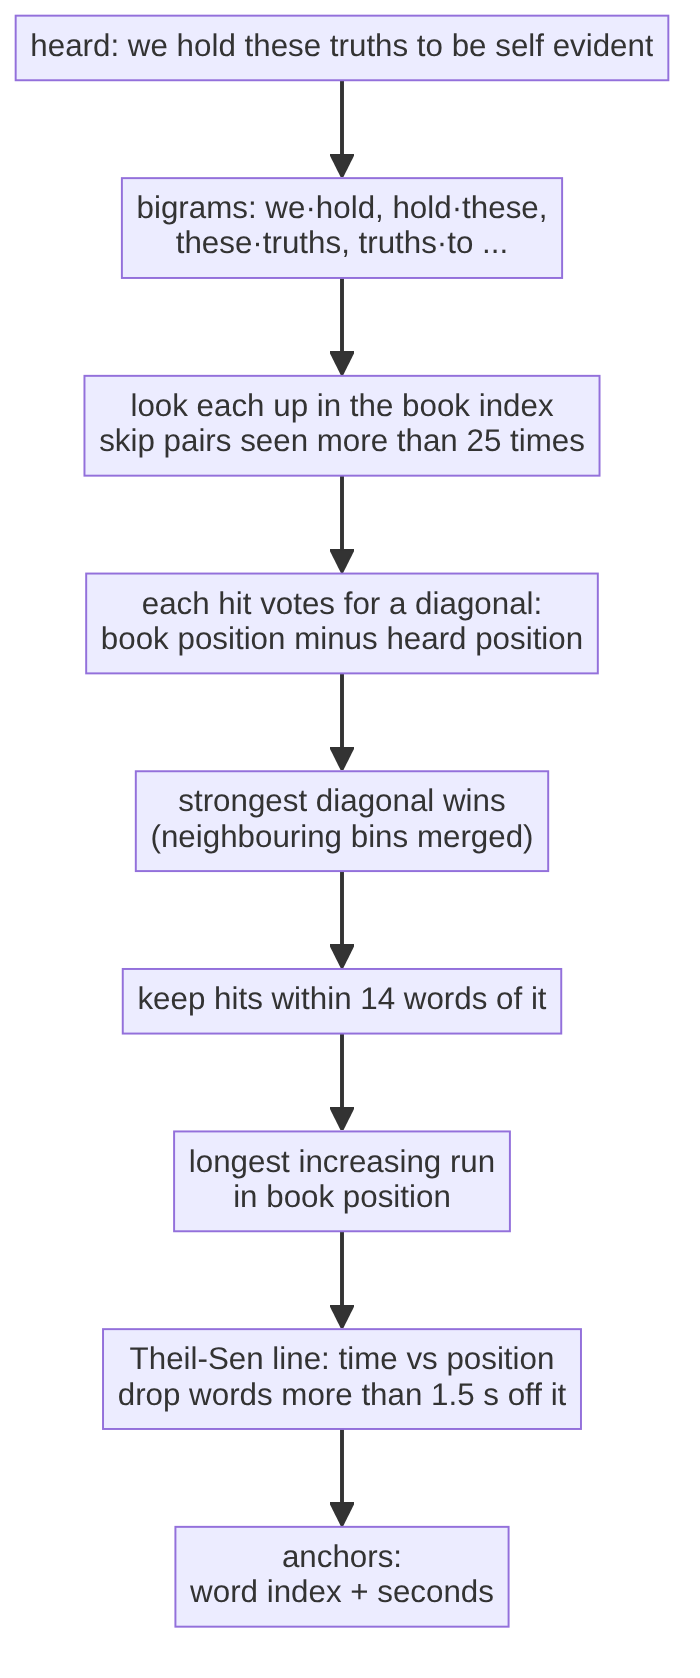 heard: we hold these truths to be self evident
bigrams: we·hold, hold·these,
these·truths, truths·to ...
look each up in the book index
skip pairs seen more than 25 times
each hit votes for a diagonal:
book position minus heard position
strongest diagonal wins
(neighbouring bins merged)
keep hits within 14 words of it
longest increasing run
in book position
Theil-Sen line: time vs position
drop words more than 1.5 s off it
anchors:
word index + seconds